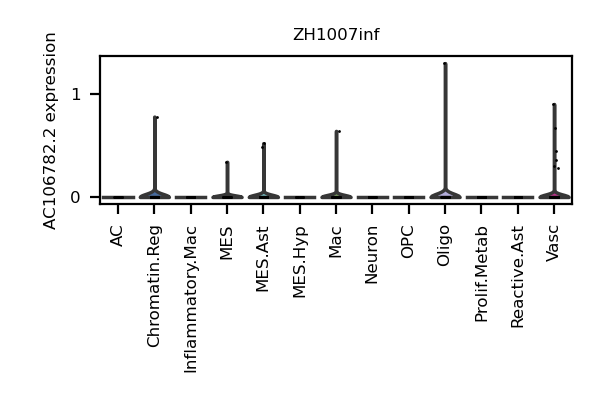 ZH1007inf
AC106782.2 expression
1
0
AC
Chromatin.Reg
Inflammatory.Mac
MES
MES.Ast
MES.Hyp
Mac
Neuron
OPC
Oligo
Prolif.Metab
Reactive.Ast
Vasc